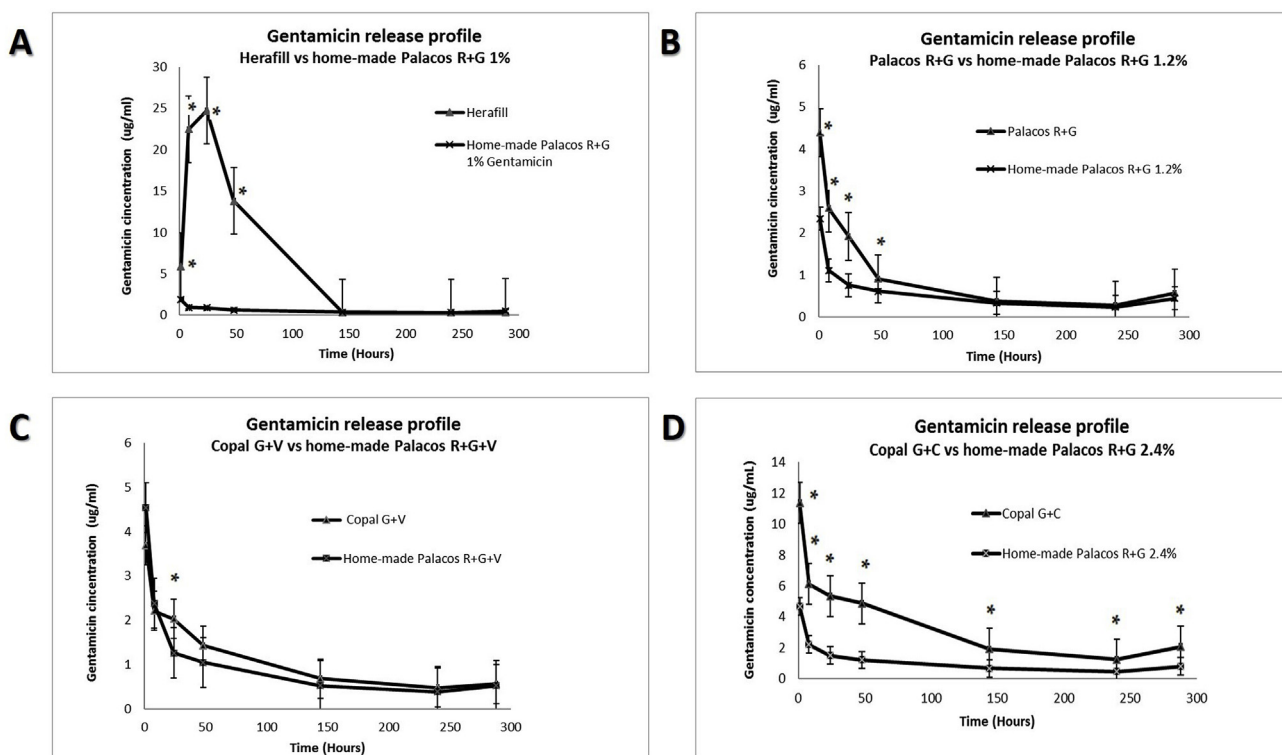 A
Gentamicin release profile
Herafill vs home-made Palacos R+G 1%
Gentamicin cincentration (ug/ml)
30
25
20
15
10
5
0
*
*
*
*
Herafill
Home-made Palacos R+G
1% Gentamicin
0
50
100
150
200
250
300
Time (Hours)
B
Gentamicin release profile
Palacos R+G vs home-made Palacos R+G 1.2%
Gentamicin cincentration (ug/ml)
6
5
4
3
2
1
0
*
*
*
*
Palacos R+G
Home-made Palacos R+G 1.2%
0
50
100
150
200
250
300
Time (Hours)
C
Gentamicin release profile
Copal G+V vs home-made Palacos R+G+V
Gentamicin cincentration (ug/ml)
6
5
4
3
2
1
0
*
Copal G+V
Home-made Palacos R+G+V
0
50
100
150
200
250
300
Time (Hours)
D
Gentamicin release profile
Copal G+C vs home-made Palacos R+G 2.4%
Gentamicin concentration (ug/mL)
14
12
10
8
6
4
2
0
*
*
*
*
*
*
*
Copal G+C
Home-made Palacos R+G 2.4%
0
50
100
150
200
250
300
Time (Hours)